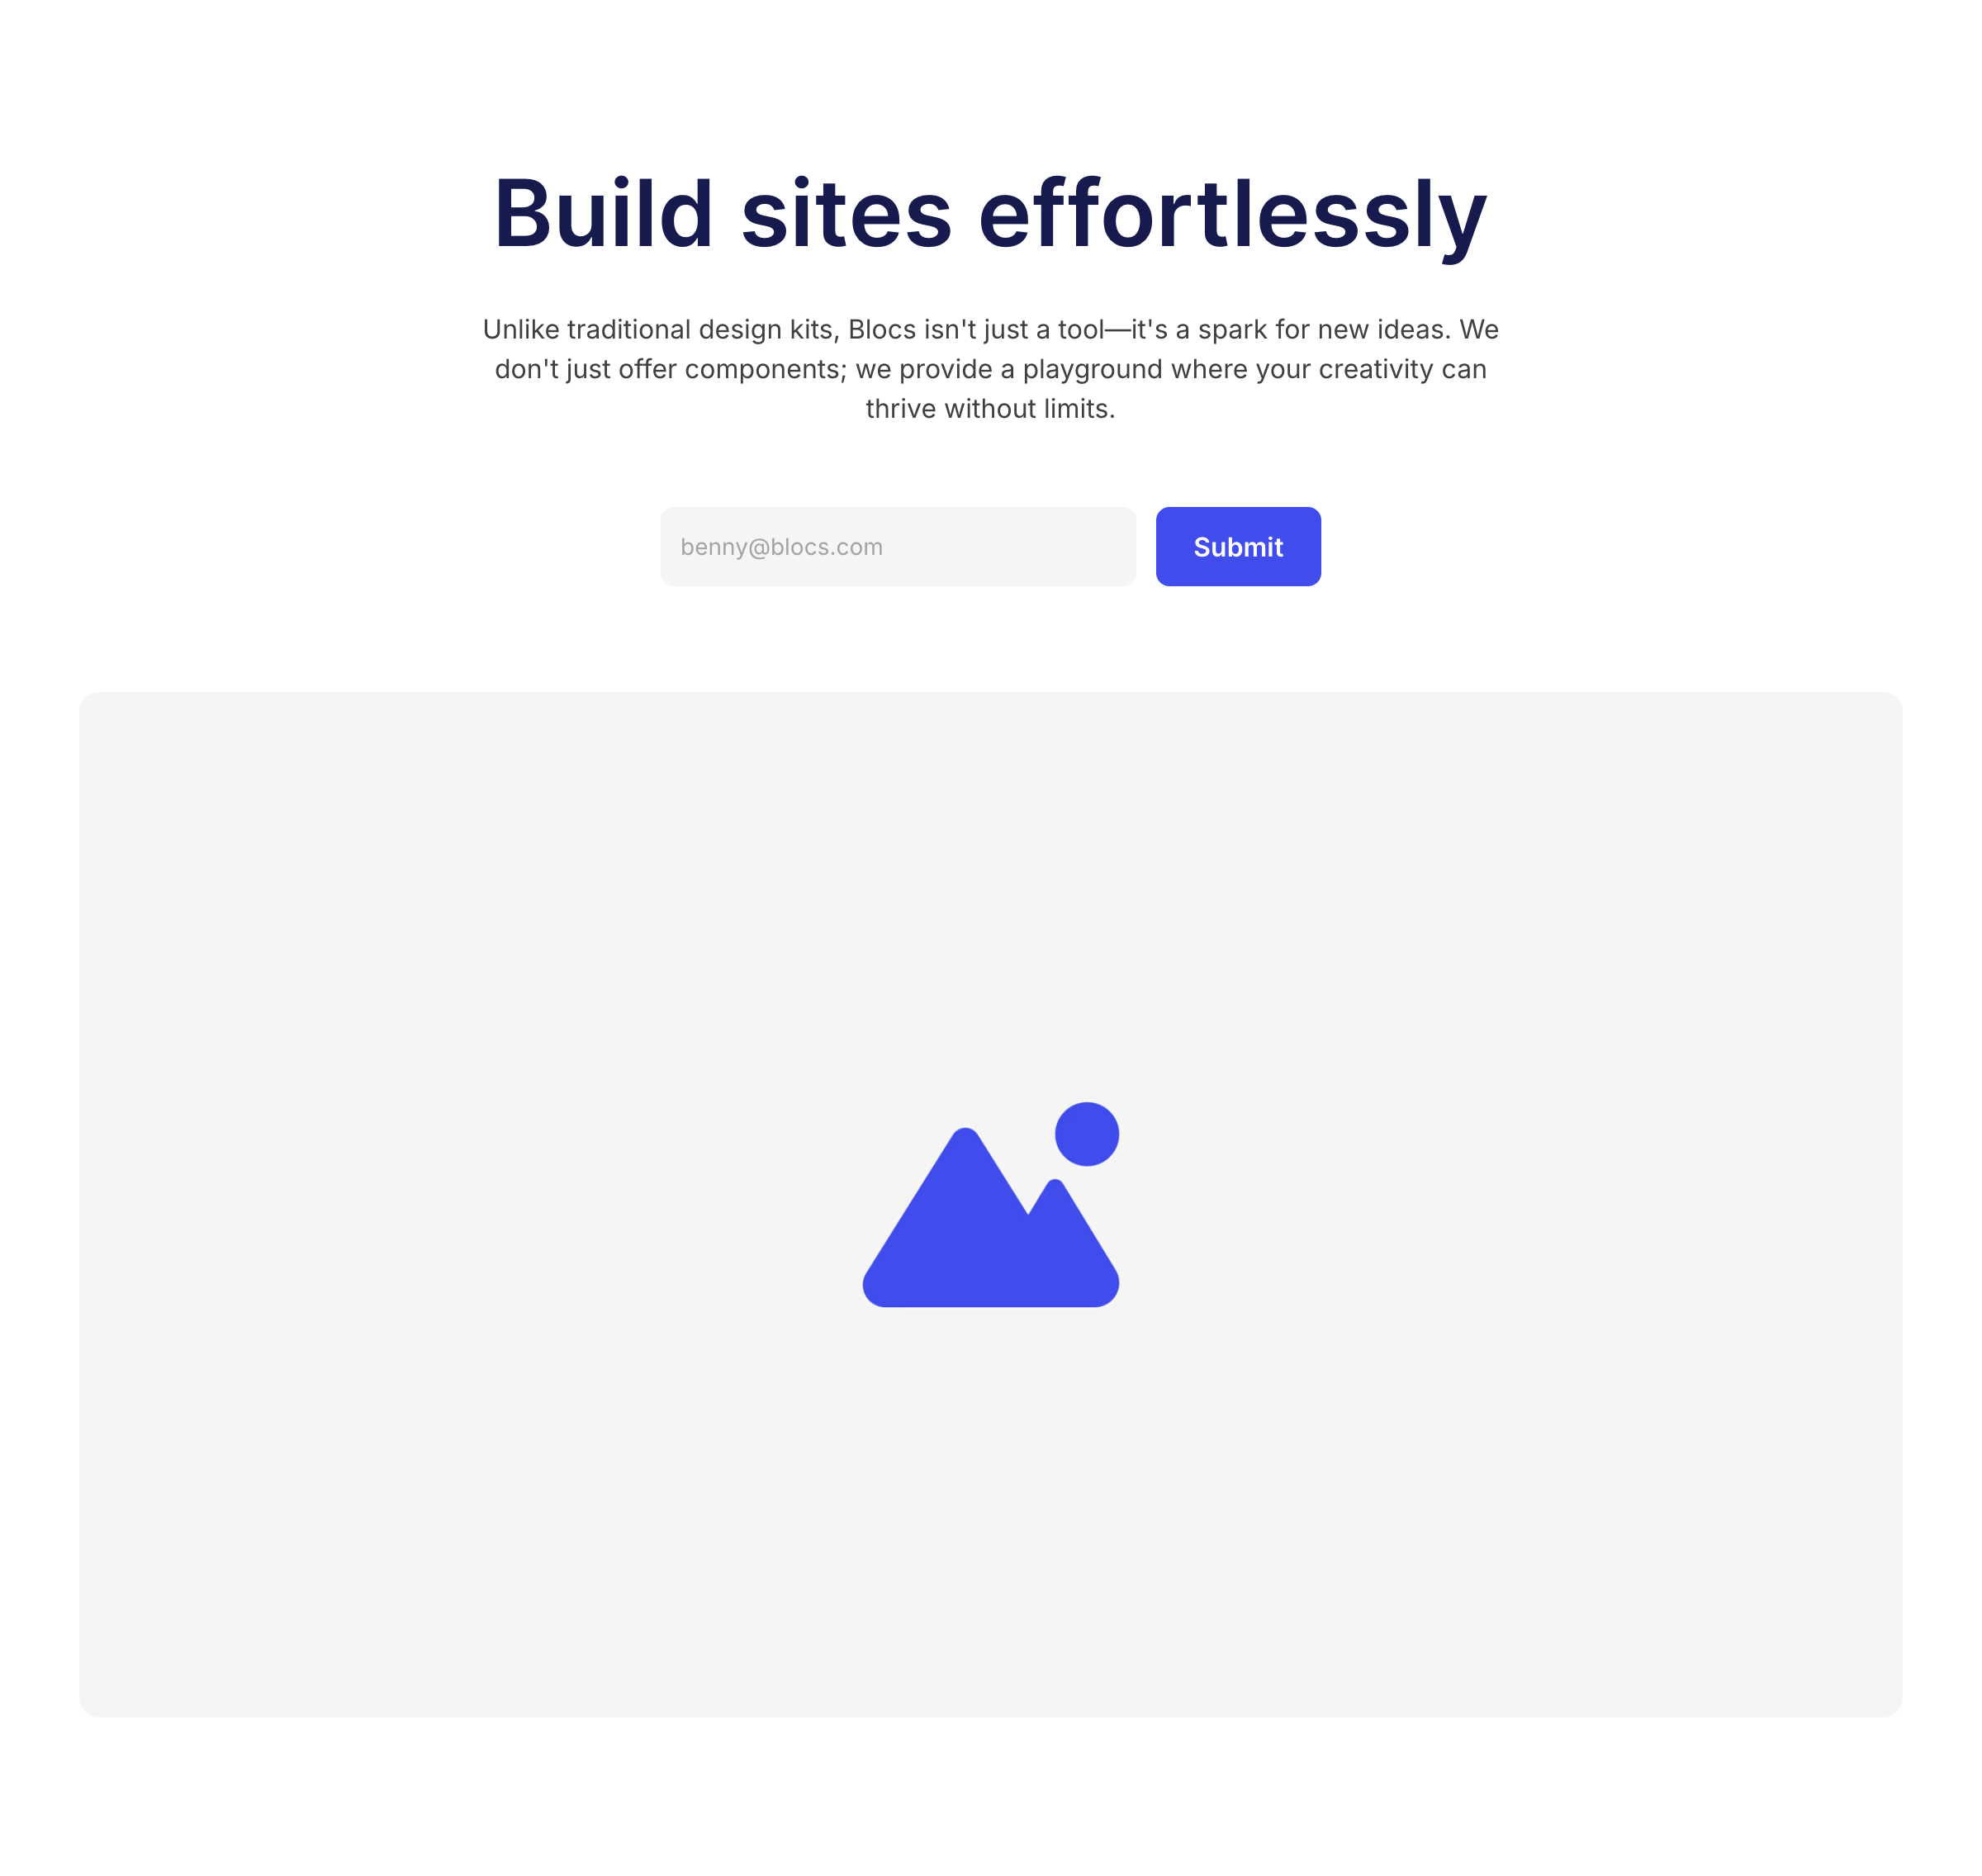 Build sites effortlessly
Unlike traditional design kits, Blocs isn't just a tool—it's a spark for new ideas. We
don't just offer components; we provide a playground where your creativity can
thrive without limits.
benny@blocs.com
Submit